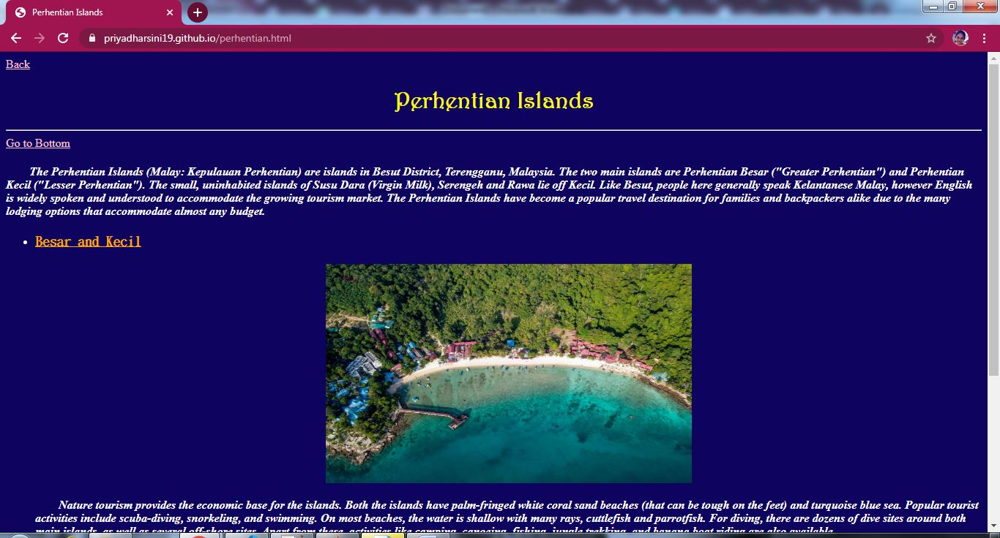 Perhentian Islands
priyadharsini19.github.io/perhentian.html
Back
Perhentian Islands
Go to Bottom
The Perhentian Islands (Malay: Kepulauan Perhentian) are islands in Besut District, Terengganu, Malaysia. The two main islands are Perhentian Besar ("Greater Perhentian") and Perhentian
Kecil ("Lesser Perhentian"). The small, uninhabited islands of Susu Dara (Virgin Milk), Serengeh and Rawa lie off Kecil. Like Besut, people here generally speak Kelantanese Malay, however English
is widely spoken and understood to accommodate the growing tourism market. The Perhentian Islands have become a popular travel destination for families and backpackers alike due to the many
lodging options that accommodate almost any budget.
Besar and Kecil
Nature tourism provides the economic base for the islands. Both the islands have palm-fringed white coral sand beaches (that can be tough on the feet) and turquoise blue sea. Popular tourist
activities include scuba-diving, snorkeling, and swimming. On most beaches, the water is shallow with many rays, cuttlefish and parrotfish. For diving, there are dozens of dive sites around both
main islands, as well as several off-shore sites. Apart from these, activities like camping, canoeing, fishing, jungle trekking, and banana boat riding are also available.